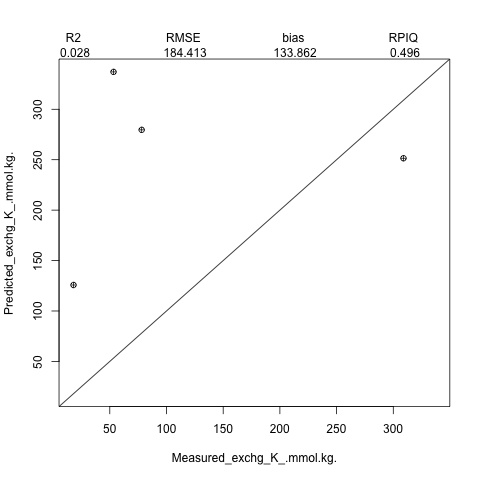 R2 RMSE bias RPIQ
0.028 184.413 133.862 0.496
300
250
200
150
100
50
Predicted_exchg_K_.mmol.kg.
50 100 150 200 250 300
Measured_exchg_K_.mmol.kg.